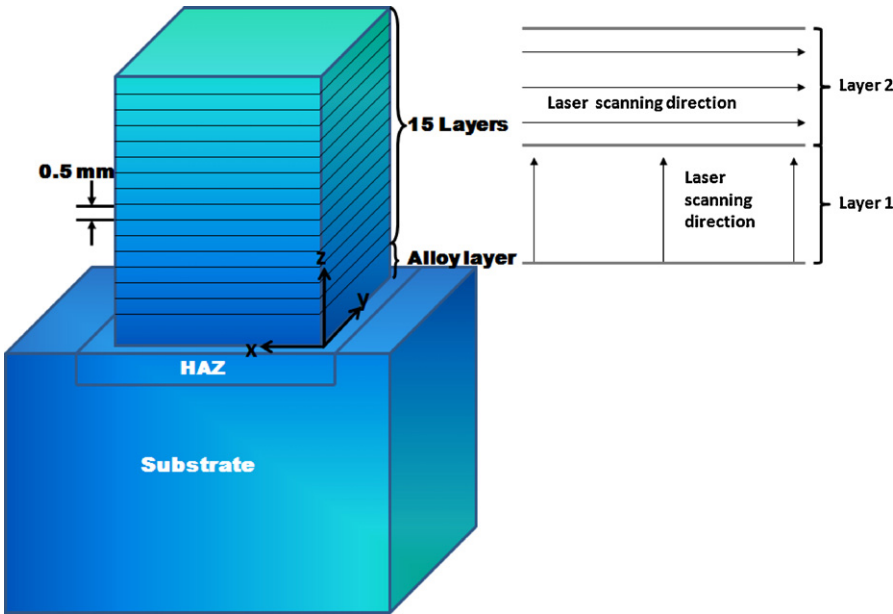 15 Layers
0.5 mm
Alloy layer
Z
y
X
HAZ
Substrate
Laser scanning direction
Layer 2
Laser
scanning
direction
Layer 1